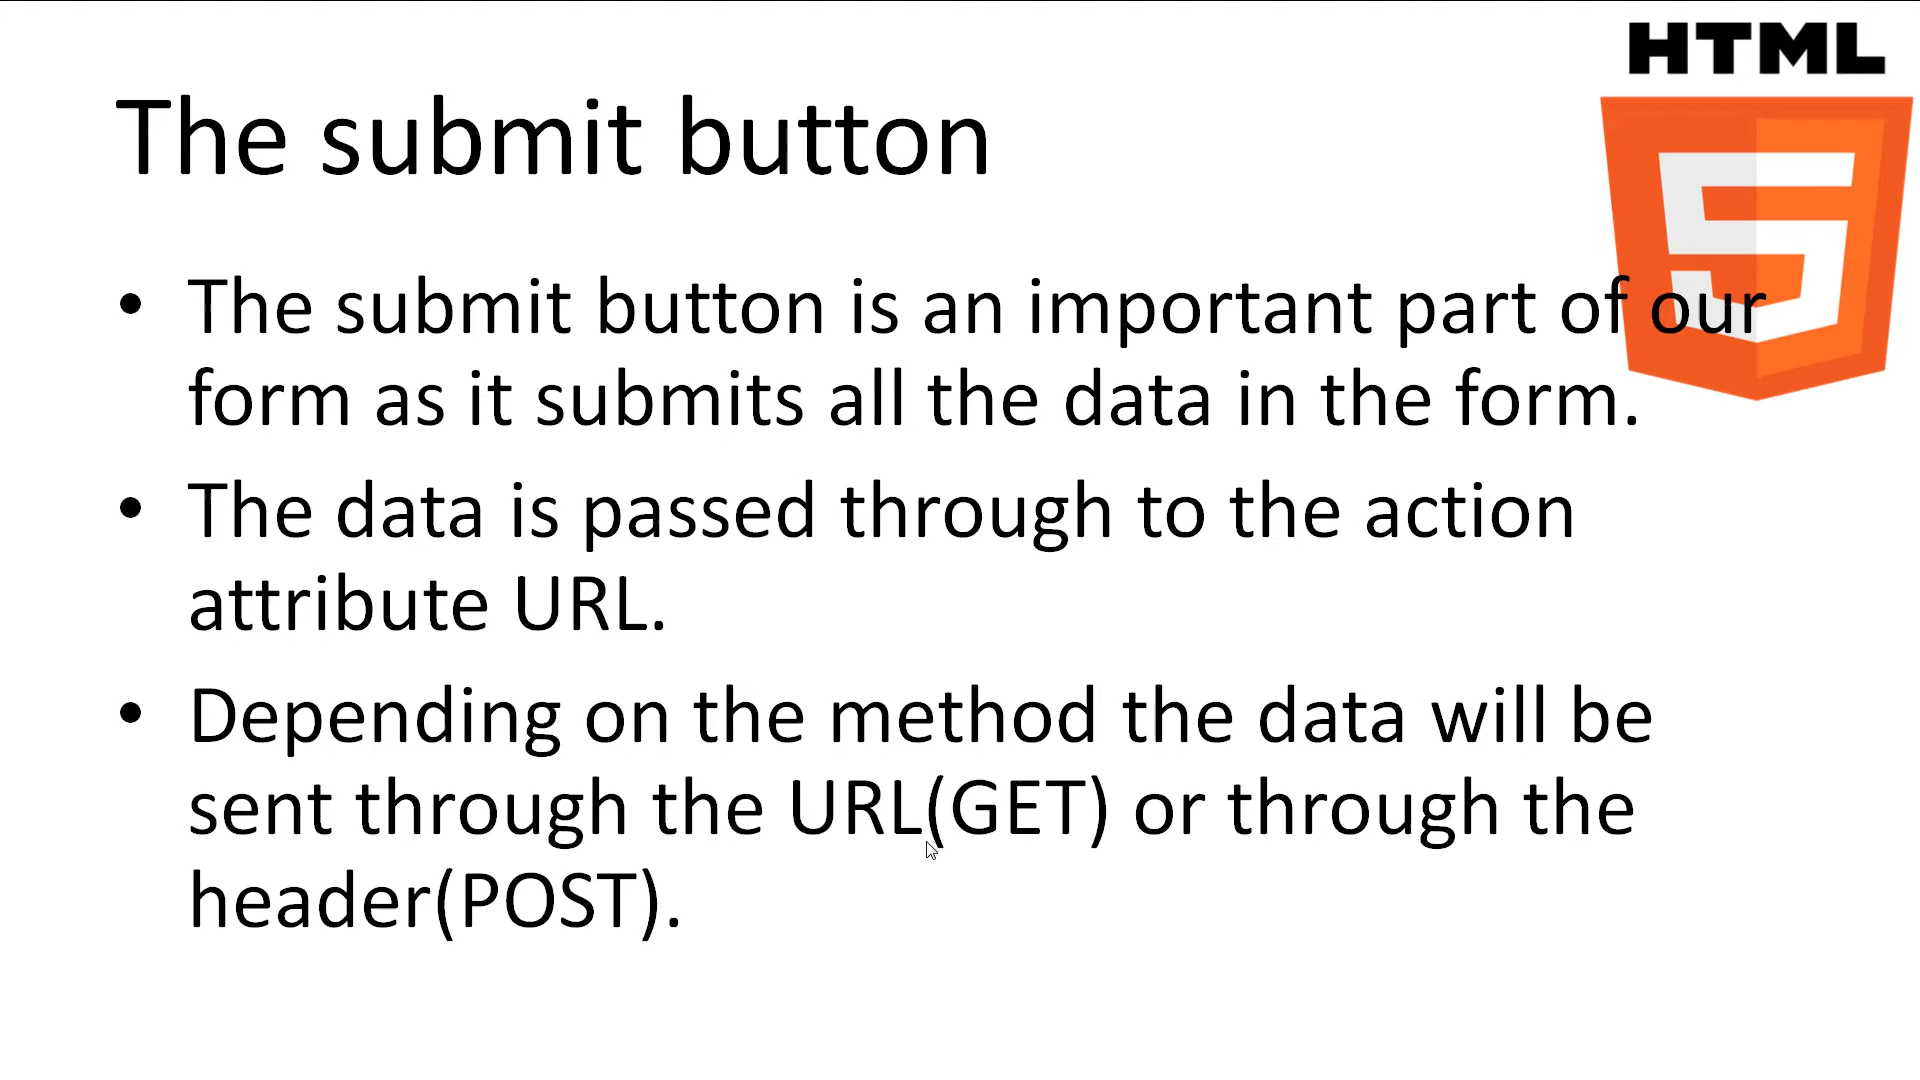 HTML
The submit button
• The submit button is an important part of our
form as it submits all the data in the form.
• The data is passed through to the action
attribute URL.
• Depending on the method the data will be
sent through the URL(GET) or through the
header(POST).